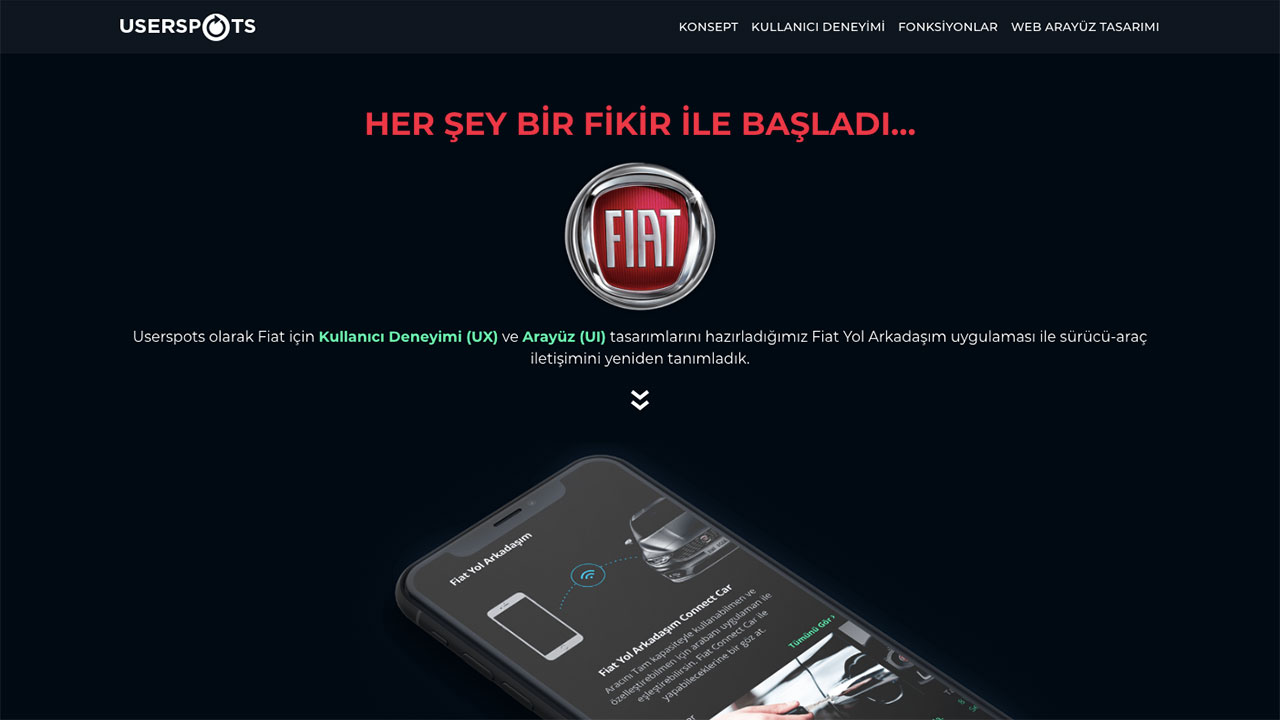 USERSPOTS
KONSEPT KULLANICI DENEYİMİ FONKSİYONLAR WEB ARAYÜZ TASARIMI
HER ŞEY BİR FİKİR İLE BAŞLADI...
FIAT
Userspots olarak Fiat için Kullanıcı Deneyimi (UX) ve Arayüz (UI) tasarımlarını hazırladığımız Fiat Yol Arkadaşım uygulaması ile sürücü-araç
iletişimini yeniden tanımladık.
Fiat Yol Arkadaşım
Fiat Yol Arkadaşım Connect Car
Aracını Tam kapasiteyle kullanabilmen ve
özelleştirebilmen için arabanı uygulaman ile
eşleştirebilirsin. Fiat Connect Car ile
yapabileceklerine bir göz at.
Tümünü Gör ›